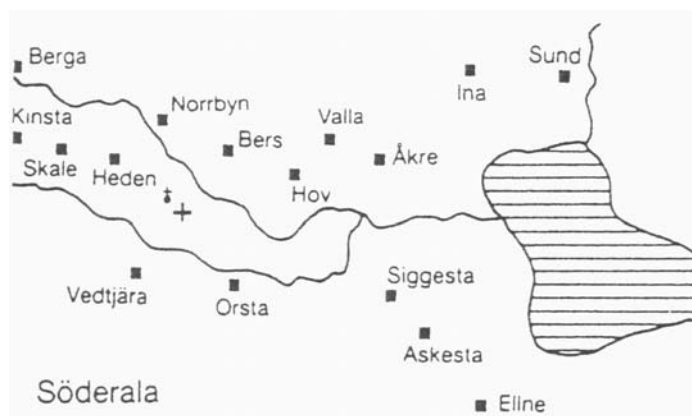 Berga
Sund
Ina
Norrbyn
Valla
Kinsta
Bers
Skale
Heden
Åkre
Hov
Vedtjära
Orsta
Siggesta
Askesta
Söderala
Ellne